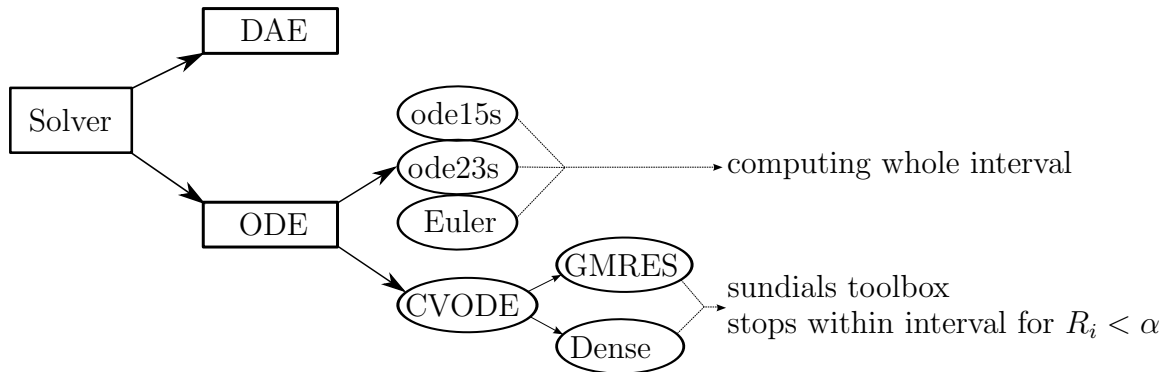 DAE
Solver
ode15s
ode23s
computing whole interval
ODE
Euler
GMRES
CVODE
sundials toolbox
stops within interval for $R_i < \alpha$
Dense